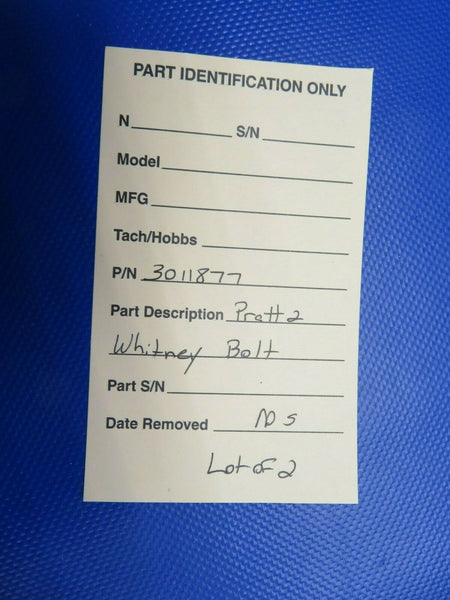 PART IDENTIFICATION ONLY
N S/N
Model
MFG
Tach/Hobbs
P/N 3011877
Part Description Pratt 2
Whitney Bolt
Part S/N
Date Removed NS
Lot of 2